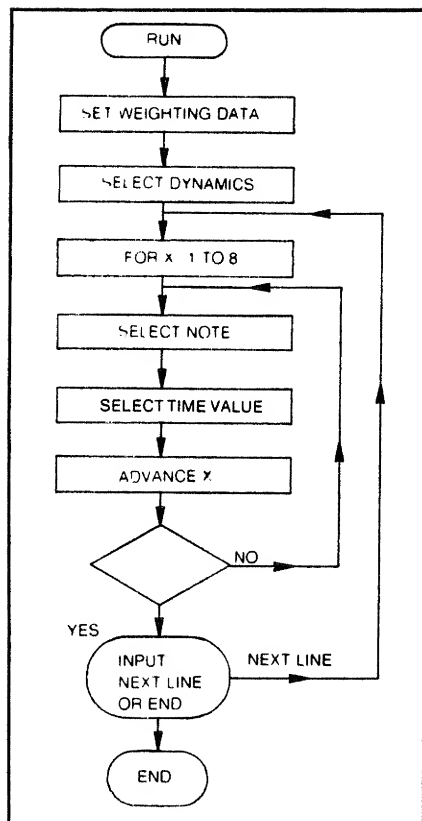 RUN
SET WEIGHTING DATA
SELECT DYNAMICS
FOR X 1 TO 8
SELECT NOTE
SELECT TIME VALUE
ADVANCE X
NO
YES
INPUT
NEXT LINE
OR END
NEXT LINE
END